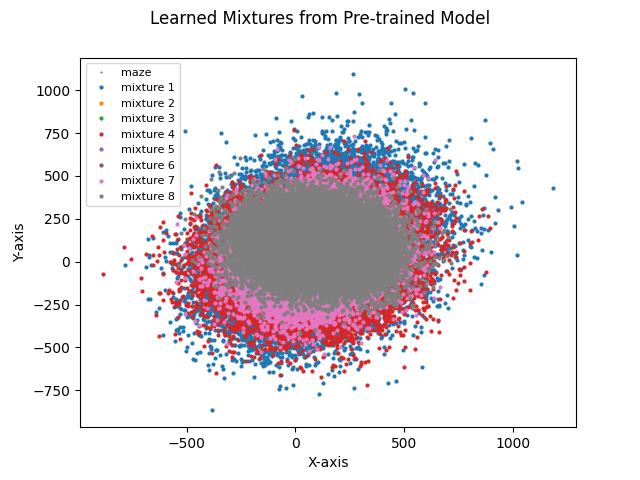 Learned Mixtures from Pre-trained Model
maze
mixture 1
mixture 2
mixture 3
mixture 4
mixture 5
mixture 6
mixture 7
mixture 8
1000
750
500
250
0
−250
−500
−750
Y-axis
−500
0
500
1000
X-axis